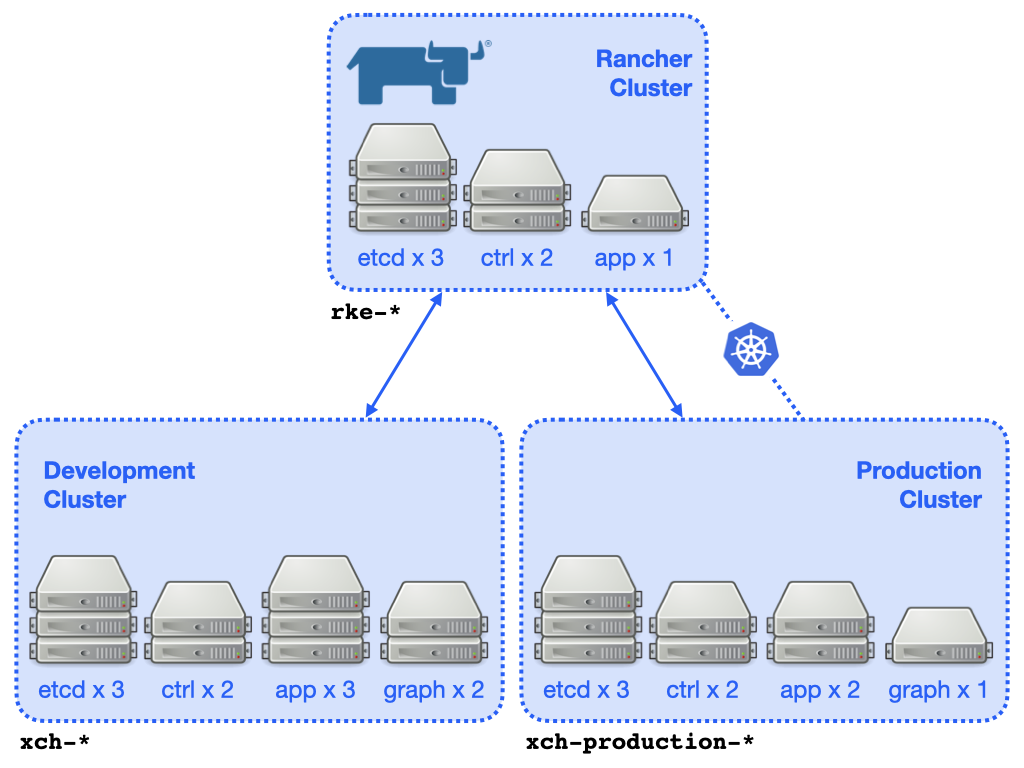 ®
Rancher
Cluster
etcd x 3
ctrl x 2
app x 1
rke-*
Development
Cluster
etcd x 3
ctrl x 2
app x 3
graph x 2
xch-*
Production
Cluster
etcd x 3
ctrl x 2
app x 2
graph x 1
xch-production-*